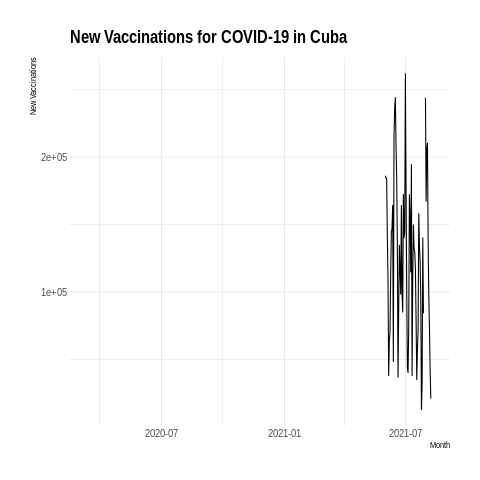 New Vaccinations for COVID-19 in Cuba
New Vaccinations
2e+05
1e+05
2020-07
2021-01
2021-07
Month